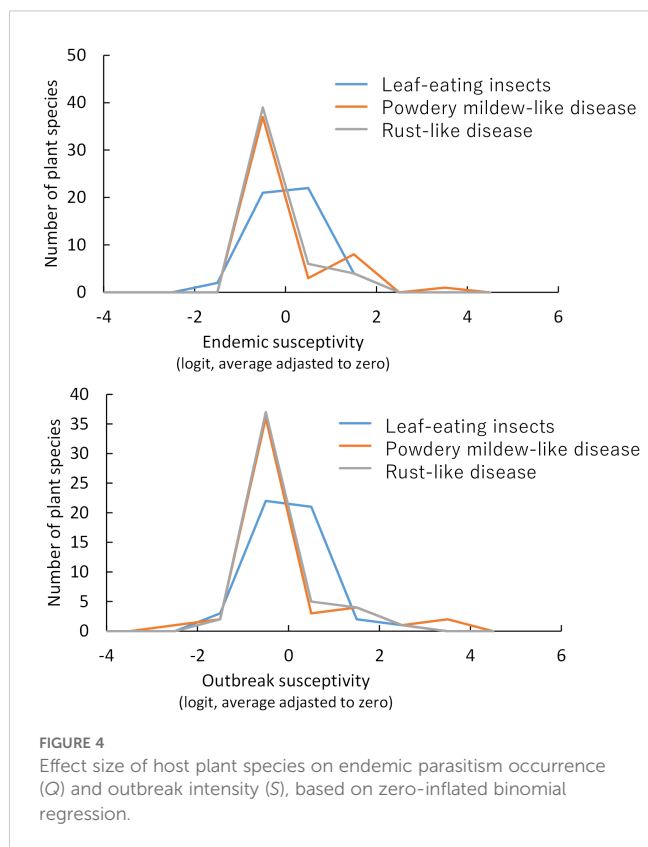 50
40
30
20
10
0
Number of plant species
Leaf-eating insects
Powdery mildew-like disease
Rust-like disease
-4 -2 0 2 4 6
Endemic susceptivity
(logit, average adjusted to zero)
40
35
30
25
20
15
10
5
0
Number of plant species
Leaf-eating insects
Powdery mildew-like disease
Rust-like disease
-4 -2 0 2 4 6
Outbreak susceptivity
(logit, average adjusted to zero)
FIGURE 4
Effect size of host plant species on endemic parasitism occurrence
(Q) and outbreak intensity (S), based on zero-inflated binomial
regression.